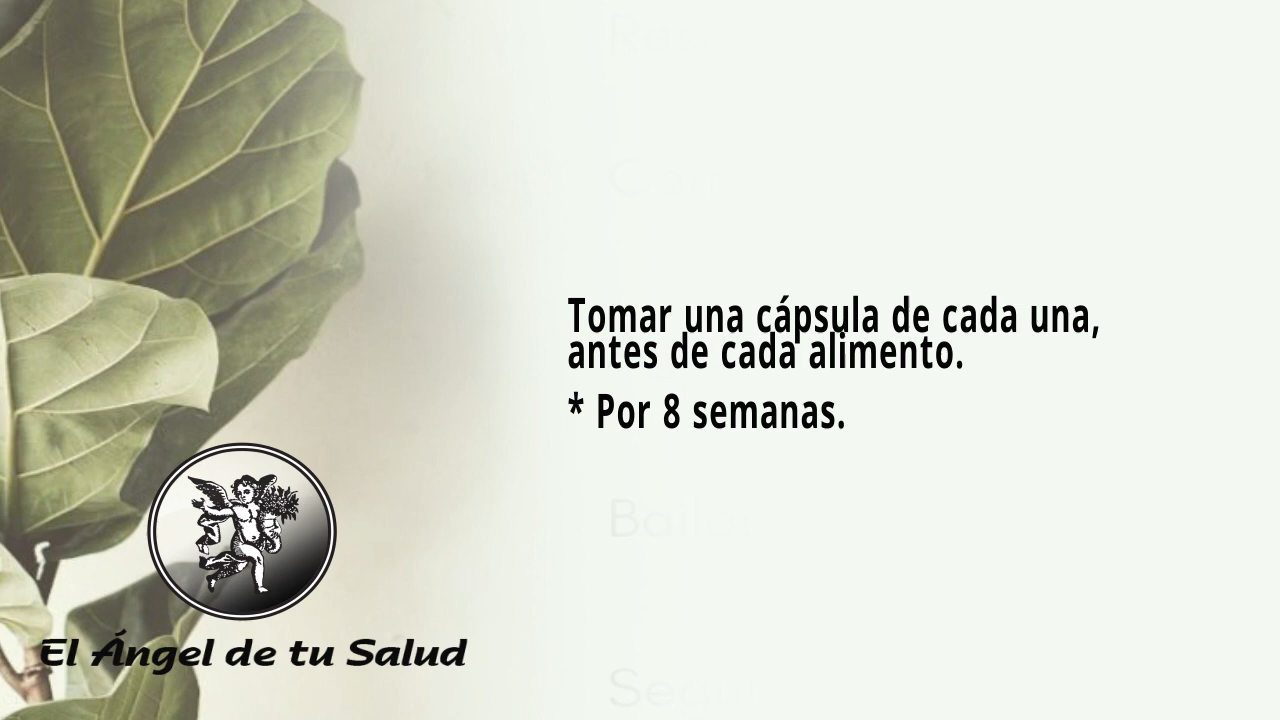 Tomar una cápsula de cada una,
antes de cada alimento.
* Por 8 semanas.
El Ángel de tu Salud